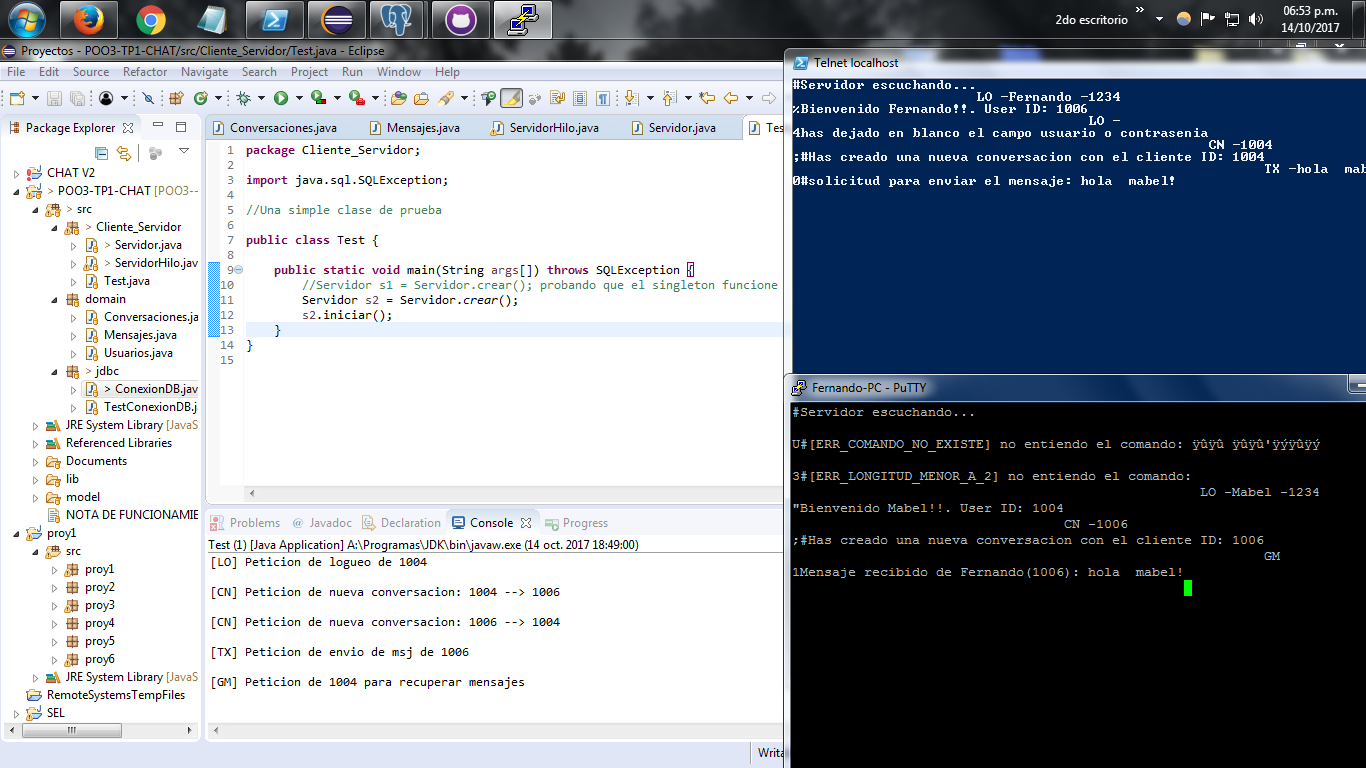 2do escritorio
06:53 p.m.
14/10/2017
Proyectos - POO3-TP1-CHAT/src/Cliente_Servidor/Test.java - Eclipse
File Edit Source Refactor Navigate Search Project Run Window Help
Package Explorer
CHAT V2
> POO3-TP1-CHAT [POO3--
> src
> Cliente_Servidor
> Servidor.java
> ServidorHilo.jav
Test.java
domain
Conversaciones.ja
Mensajes.java
Usuarios.java
> jdbc
> ConexionDB.jav
TestConexionDB.j
JRE System Library [JavaS
Referenced Libraries
Documents
lib
model
NOTA DE FUNCIONAMIE
proy1
src
proy1
proy2
proy3
proy4
proy5
proy6
JRE System Library [JavaS
RemoteSystemsTempFiles
SEL
Conversaciones.java Mensajes.java ServidorHilo.java Servidor.java Tes
1 package Cliente_Servidor;
2
3 import java.sql.SQLException;
4
5 //Una simple clase de prueba
6
7 public class Test {
8
9 public static void main(String args[]) throws SQLException {
10 //Servidor s1 = Servidor.crear(); probando que el singleton funcione
11 Servidor s2 = Servidor.crear();
12 s2.iniciar();
13 }
14 }
15
Problems @ Javadoc Declaration Console Progress
Test (1) [Java Application] A:\Programas\JDK\bin\javaw.exe (14 oct. 2017 18:49:00)
[LO] Peticion de logueo de 1004
[CN] Peticion de nueva conversacion: 1004 --> 1006
[CN] Peticion de nueva conversacion: 1006 --> 1004
[TX] Peticion de envio de msj de 1006
[GM] Peticion de 1004 para recuperar mensajes
Writa
Telnet localhost
#Servidor escuchando...
LO -Fernando -1234
%Bienvenido Fernando!!. User ID: 1006
LO -
4has dejado en blanco el campo usuario o contrasenia
CN -1004
;#Has creado una nueva conversacion con el cliente ID: 1004
TX -hola  mab
0#solicitud para enviar el mensaje: hola  mabel!
Fernando-PC - PuTTY
#Servidor escuchando...
U#[ERR_COMANDO_NO_EXISTE] no entiendo el comando: ÿûÿû ÿûÿû'ÿýÿûÿý
3#[ERR_LONGITUD_MENOR_A_2] no entiendo el comando:
LO -Mabel -1234
"Bienvenido Mabel!!. User ID: 1004
CN -1006
;#Has creado una nueva conversacion con el cliente ID: 1006
GM
1Mensaje recibido de Fernando(1006): hola  mabel!